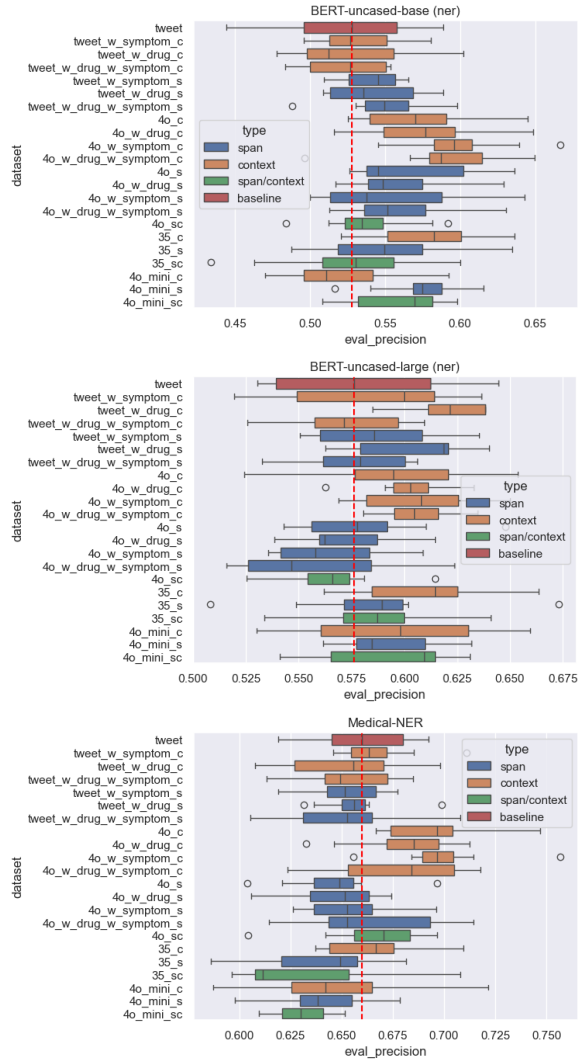 BERT-uncased-base (ner)
tweet
tweet_w_symptom_c
tweet_w_drug_c
tweet_w_drug_w_symptom_c
tweet_w_symptom_s
tweet_w_drug_s
tweet_w_drug_w_symptom_s
4o_c
4o_w_drug_c
4o_w_symptom_c
4o_w_drug_w_symptom_c
4o_s
4o_w_drug_s
4o_w_symptom_s
4o_w_drug_w_symptom_s
4o_sc
35_c
35_s
35_sc
4o_mini_c
4o_mini_s
4o_mini_sc
dataset
type
span
context
span/context
baseline
0.45 0.50 0.55 0.60 0.65
eval_precision
BERT-uncased-large (ner)
tweet
tweet_w_symptom_c
tweet_w_drug_c
tweet_w_drug_w_symptom_c
tweet_w_symptom_s
tweet_w_drug_s
tweet_w_drug_w_symptom_s
4o_c
4o_w_drug_c
4o_w_symptom_c
4o_w_drug_w_symptom_c
4o_s
4o_w_drug_s
4o_w_symptom_s
4o_w_drug_w_symptom_s
4o_sc
35_c
35_s
35_sc
4o_mini_c
4o_mini_s
4o_mini_sc
dataset
type
span
context
span/context
baseline
0.500 0.525 0.550 0.575 0.600 0.625 0.650 0.675
eval_precision
Medical-NER
tweet
tweet_w_symptom_c
tweet_w_drug_c
tweet_w_drug_w_symptom_c
tweet_w_symptom_s
tweet_w_drug_s
tweet_w_drug_w_symptom_s
4o_c
4o_w_drug_c
4o_w_symptom_c
4o_w_drug_w_symptom_c
4o_s
4o_w_drug_s
4o_w_symptom_s
4o_w_drug_w_symptom_s
4o_sc
35_c
35_s
35_sc
4o_mini_c
4o_mini_s
4o_mini_sc
dataset
type
span
context
span/context
baseline
0.600 0.625 0.650 0.675 0.700 0.725 0.750
eval_precision